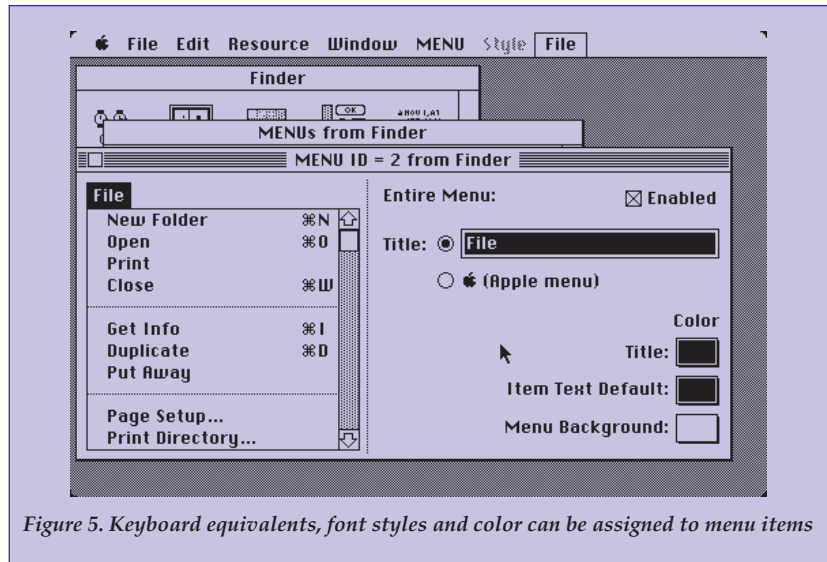 File Edit Resource Window MENU Style File
Finder
OK
MENUs from Finder
MENU ID = 2 from Finder
File
New Folder ⌘N
Open ⌘O
Print
Close ⌘W
Get Info ⌘I
Duplicate ⌘D
Put Away
Page Setup...
Print Directory...
Entire Menu:
Enabled
Title: File
(Apple menu)
Color
Title:
Item Text Default:
Menu Background:
Figure 5. Keyboard equivalents, font styles and color can be assigned to menu items